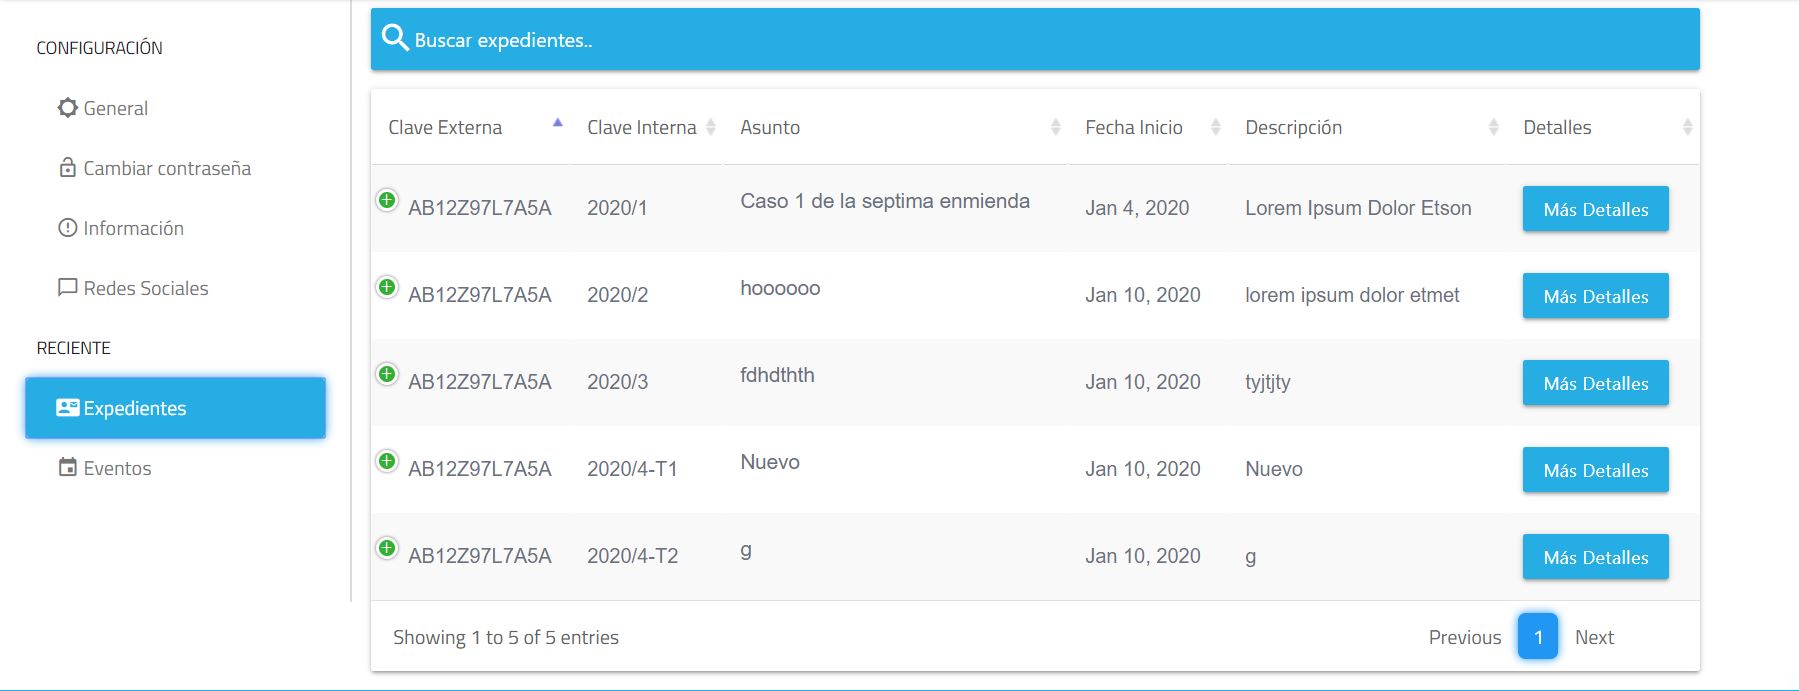 CONFIGURACIÓN
General
Cambiar contraseña
Información
Redes Sociales
RECIENTE
Expedientes
Eventos
Buscar expedientes..
Clave Externa Clave Interna Asunto Fecha Inicio Descripción Detalles
AB12Z97L7A5A 2020/1 Caso 1 de la septima enmienda Jan 4, 2020 Lorem Ipsum Dolor Etson Más Detalles
AB12Z97L7A5A 2020/2 hoooooo Jan 10, 2020 lorem ipsum dolor etmet Más Detalles
AB12Z97L7A5A 2020/3 fdhdthth Jan 10, 2020 tyjtjty Más Detalles
AB12Z97L7A5A 2020/4-T1 Nuevo Jan 10, 2020 Nuevo Más Detalles
AB12Z97L7A5A 2020/4-T2 g Jan 10, 2020 g Más Detalles
Showing 1 to 5 of 5 entries Previous 1 Next